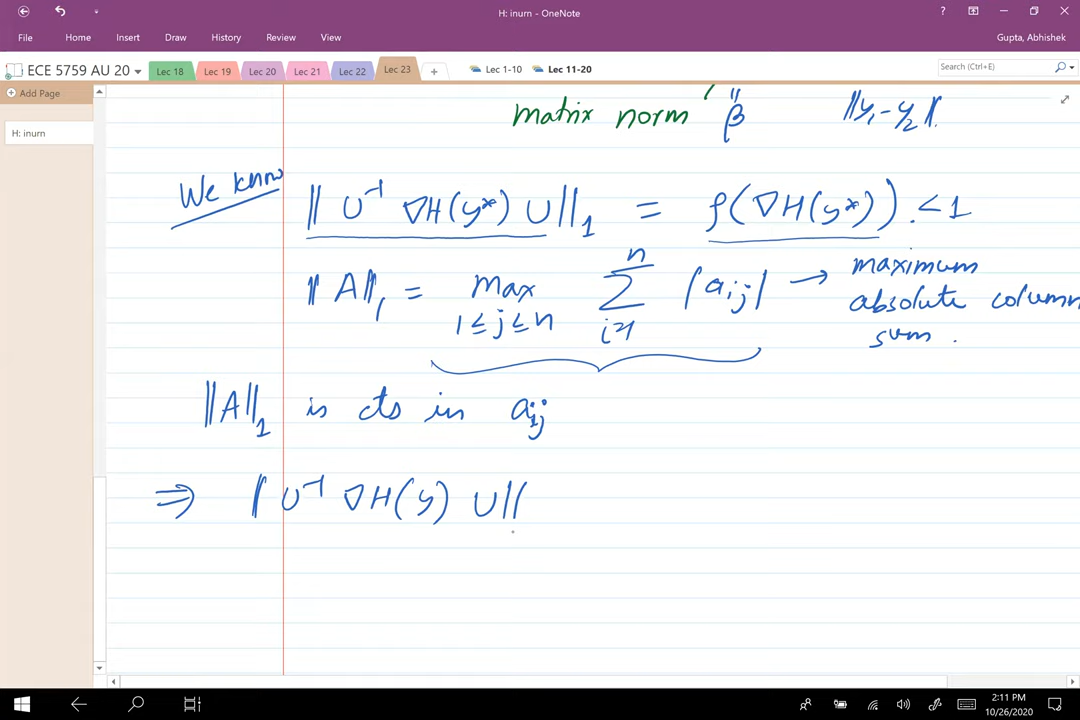 H: inurn - OneNote
?
Gupta, Abhishek
File Home Insert Draw History Review View
ECE 5759 AU 20 Lec 18 Lec 19 Lec 20 Lec 21 Lec 22 Lec 23 + Lec 1-10 Lec 11-20 Search (Ctrl+E)
Add Page
H: inurn
matrix norm β ‖y₁-y₂‖.
We know ‖ U⁻¹ ∇H(y*) U‖₁ = ρ(∇H(y*)) < 1
‖A‖₁ = max 1≤j≤n ∑ i=1 n |aᵢⱼ| → maximum
absolute column
sum.
‖A‖₁ is cts in aᵢⱼ
⇒ ‖ U⁻¹ ∇H(y) U‖
2:11 PM
10/26/2020